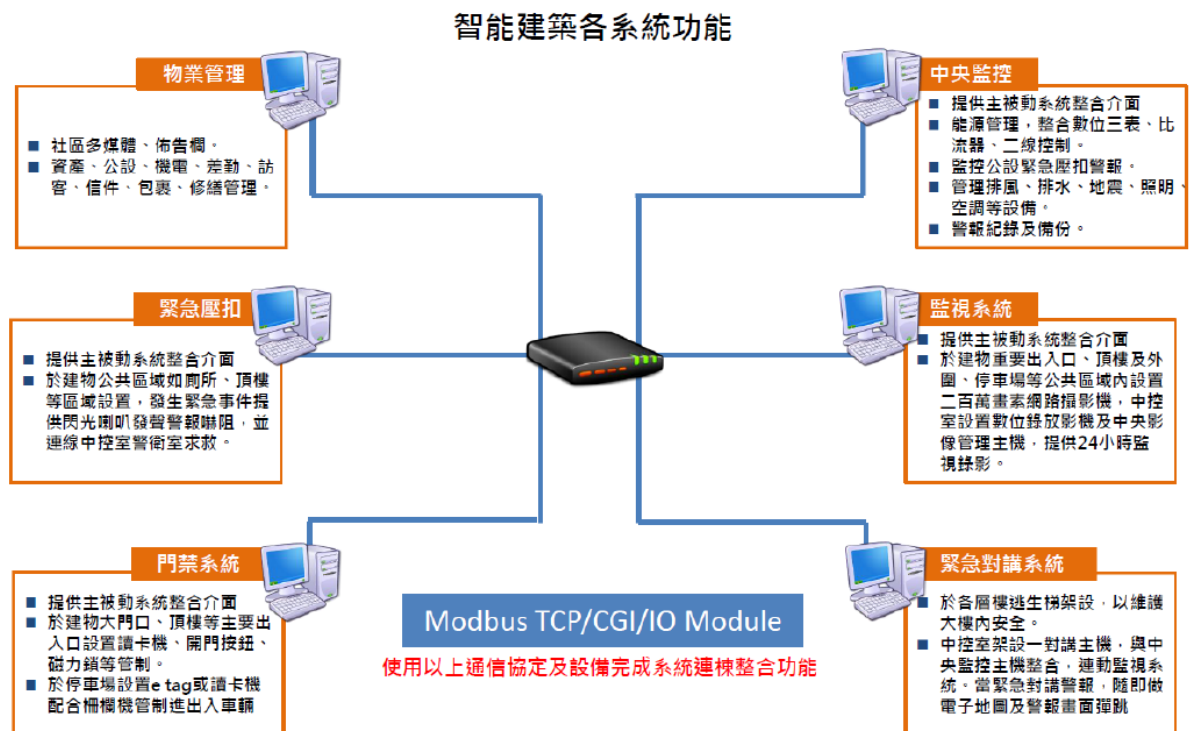 智能建築各系統功能
物業管理
■ 社區多媒體、佈告欄。
■ 資產、公設、機電、差勤、訪
客、信件、包裹、修繕管理。
中央監控
■ 提供主被動系統整合介面
■ 能源管理，整合數位三表、比
流器、二線控制。
■ 監控公設緊急壓扣警報。
■ 管理排風、排水、地震、照明、
空調等設備。
■ 警報紀錄及備份。
緊急壓扣
■ 提供主被動系統整合介面
■ 於建物公共區域如廁所、頂樓
等區域設置，發生緊急事件提
供閃光喇叭發聲警報嚇阻，並
連線中控室警衛室求救。
監視系統
■ 提供主被動系統整合介面
■ 於建物重要出入口、頂樓及外
圍、停車場等公共區域內設置
二百萬畫素網路攝影機，中控
室設置數位錄放影機及中央影
像管理主機，提供24小時監
視錄影。
門禁系統
■ 提供主被動系統整合介面
■ 於建物大門口、頂樓等主要出
入口設置讀卡機、開門按鈕、
磁力鎖等管制。
■ 於停車場設置e tag或讀卡機
配合柵欄機管制進出入車輛
Modbus TCP/CGI/IO Module
使用以上通信協定及設備完成系統連棟整合功能
緊急對講系統
■ 於各層樓逃生梯架設，以維護
大樓內安全。
■ 中控室架設一對講主機，與中
央監控主機整合，連動監視系
統。當緊急對講警報，隨即做
電子地圖及警報畫面彈跳